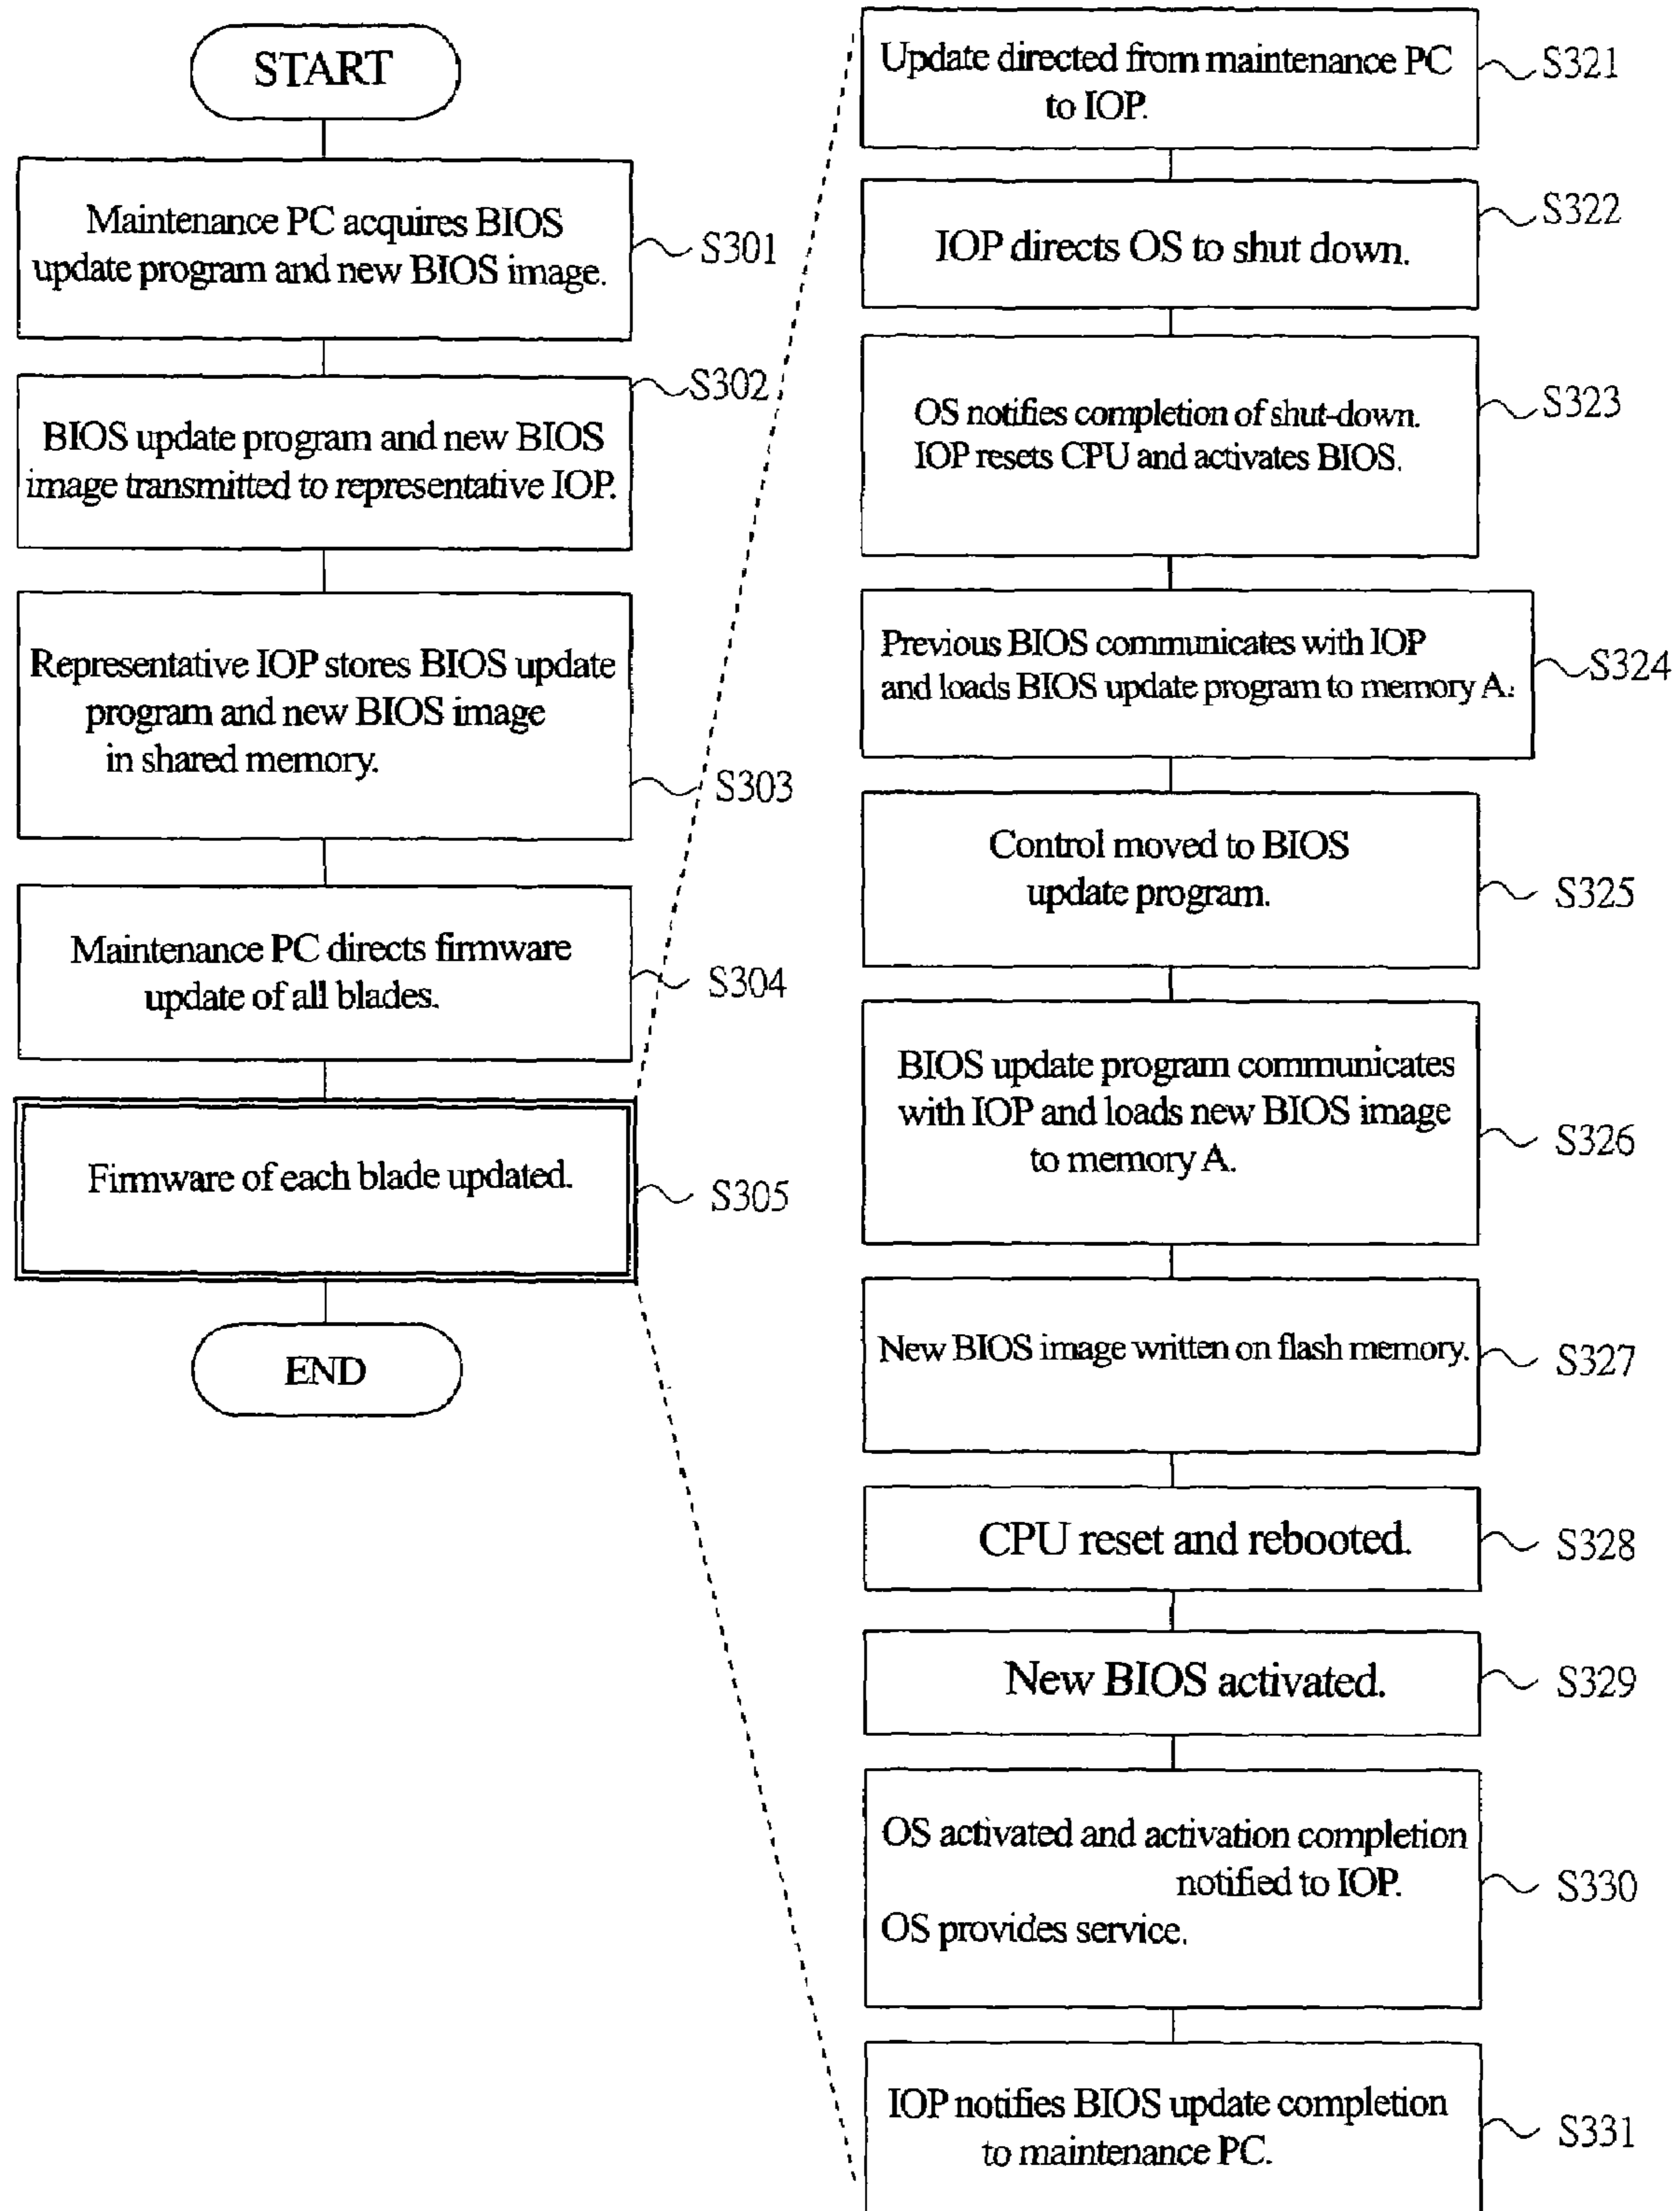 START
Maintenance PC acquires BIOS
update program and new BIOS image.
S301
S302
BIOS update program and new BIOS
image transmitted to representative IOP.
Representative IOP stores BIOS update
program and new BIOS image
in shared memory.
S303
Maintenance PC directs firmware
update of all blades.
S304
Firmware of each blade updated.
S305
END
Update directed from maintenance PC
to IOP.
S321
IOP directs OS to shut down.
S322
OS notifies completion of shut-down.
IOP resets CPU and activates BIOS.
S323
Previous BIOS communicates with IOP
and loads BIOS update program to memory A.
S324
Control moved to BIOS
update program.
S325
BIOS update program communicates
with IOP and loads new BIOS image
to memory A.
S326
New BIOS image written on flash memory.
S327
CPU reset and rebooted.
S328
New BIOS activated.
S329
OS activated and activation completion
notified to IOP.
OS provides service.
S330
IOP notifies BIOS update completion
to maintenance PC.
S331